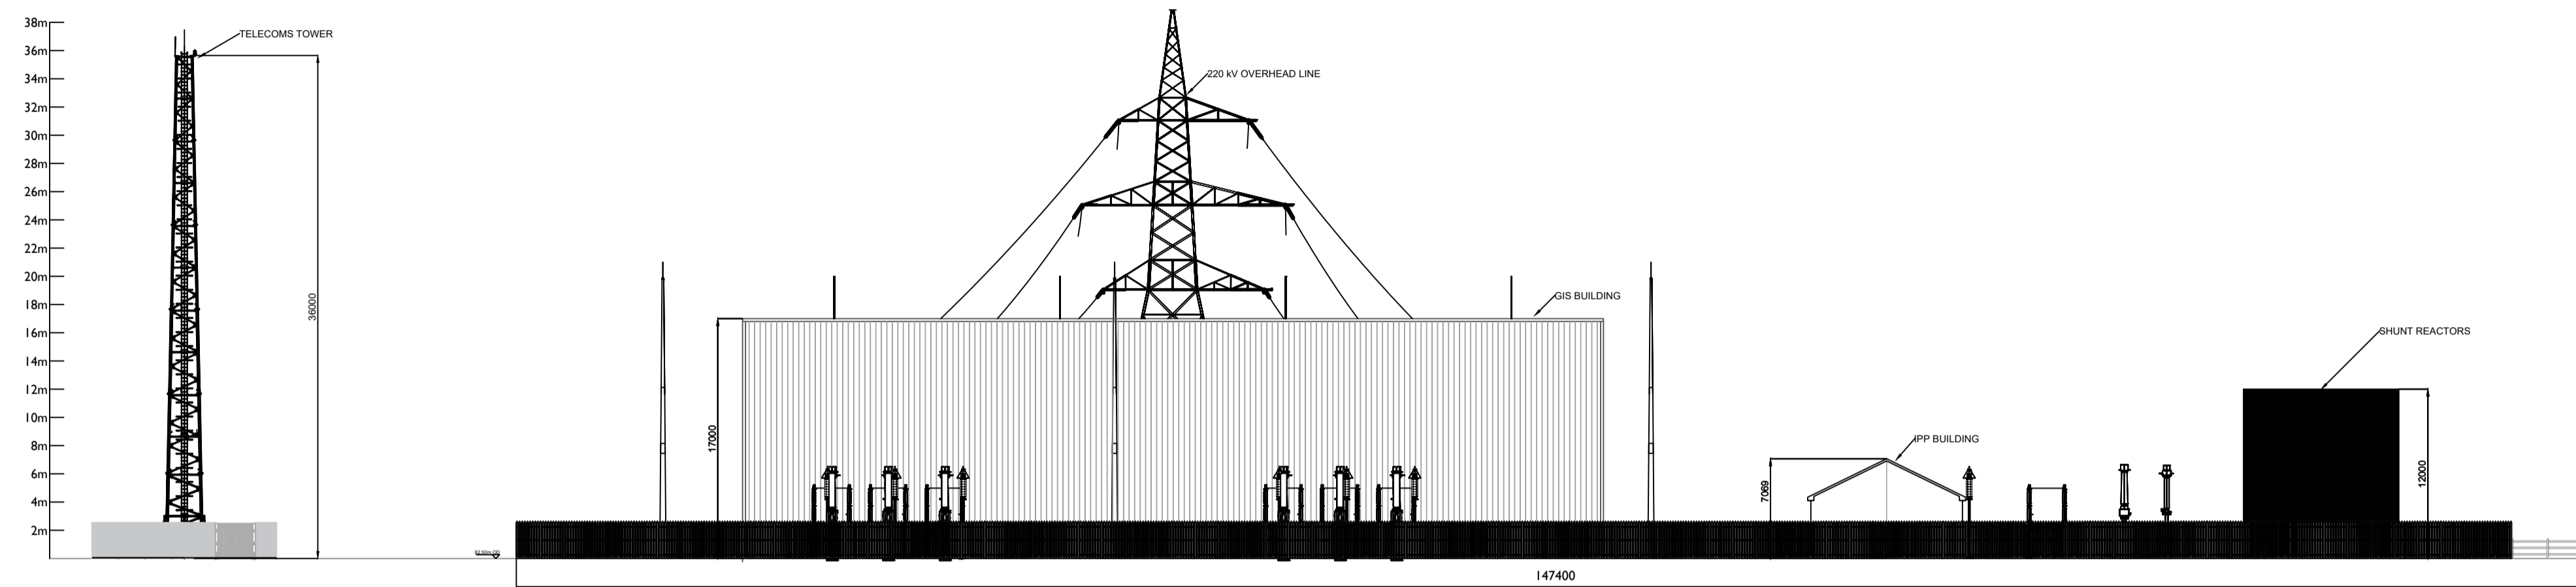 38m
36m
34m
32m
30m
28m
26m
24m
22m
20m
18m
16m
14m
12m
10m
8m
6m
4m
2m
TELECOMS TOWER
36000
220 kV OVERHEAD LINE
GIS BUILDING
17000
SHUNT REACTORS
IPP BUILDING
7069
12000
147400